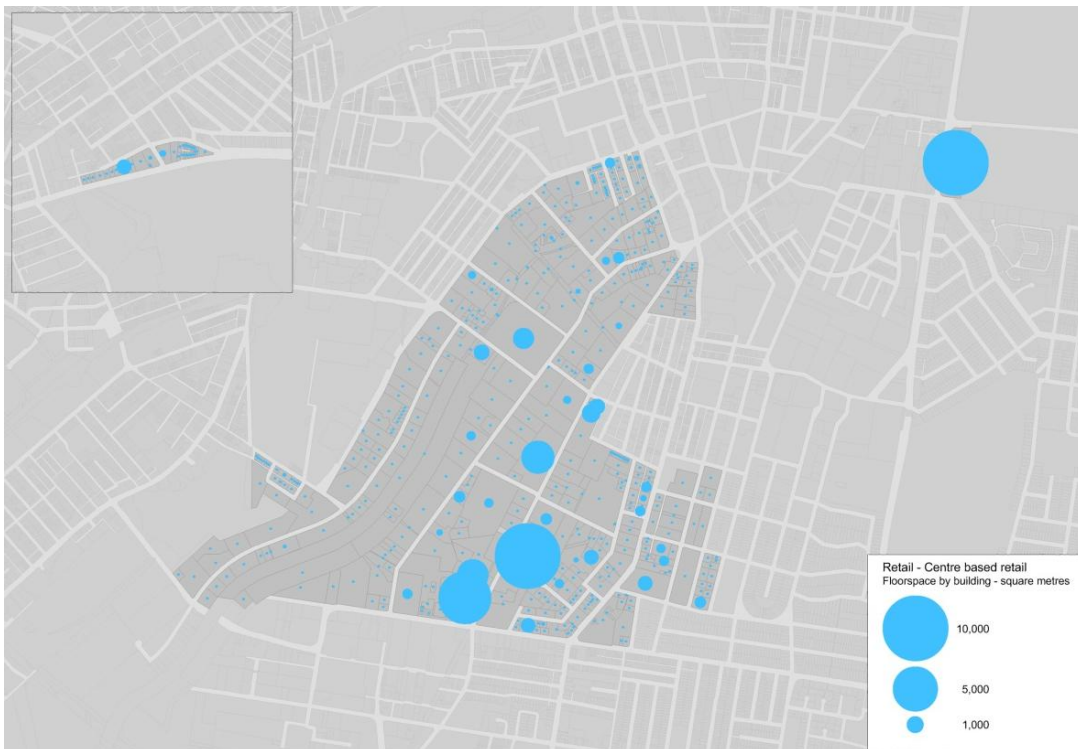 Retail - Centre based retail
Floorspace by building - square metres
10,000
5,000
1,000